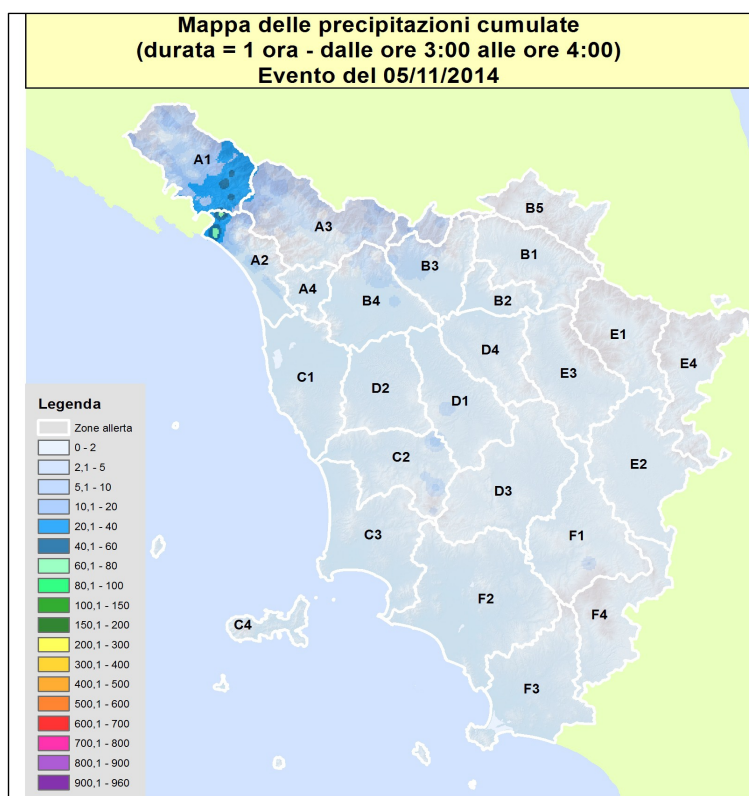 Mappa delle precipitazioni cumulate
(durata = 1 ora - dalle ore 3:00 alle ore 4:00)
Evento del 05/11/2014
A1
B5
A3
B1
A2
B3
A4
B4
B2
E1
D4
E4
E3
C1
D2
D1
C2
E2
D3
C3
F1
F2
F4
C4
F3
Legenda
Zone allerta
0 - 2
2,1 - 5
5,1 - 10
10,1 - 20
20,1 - 40
40,1 - 60
60,1 - 80
80,1 - 100
100,1 - 150
150,1 - 200
200,1 - 300
300,1 - 400
400,1 - 500
500,1 - 600
600,1 - 700
700,1 - 800
800,1 - 900
900,1 - 960